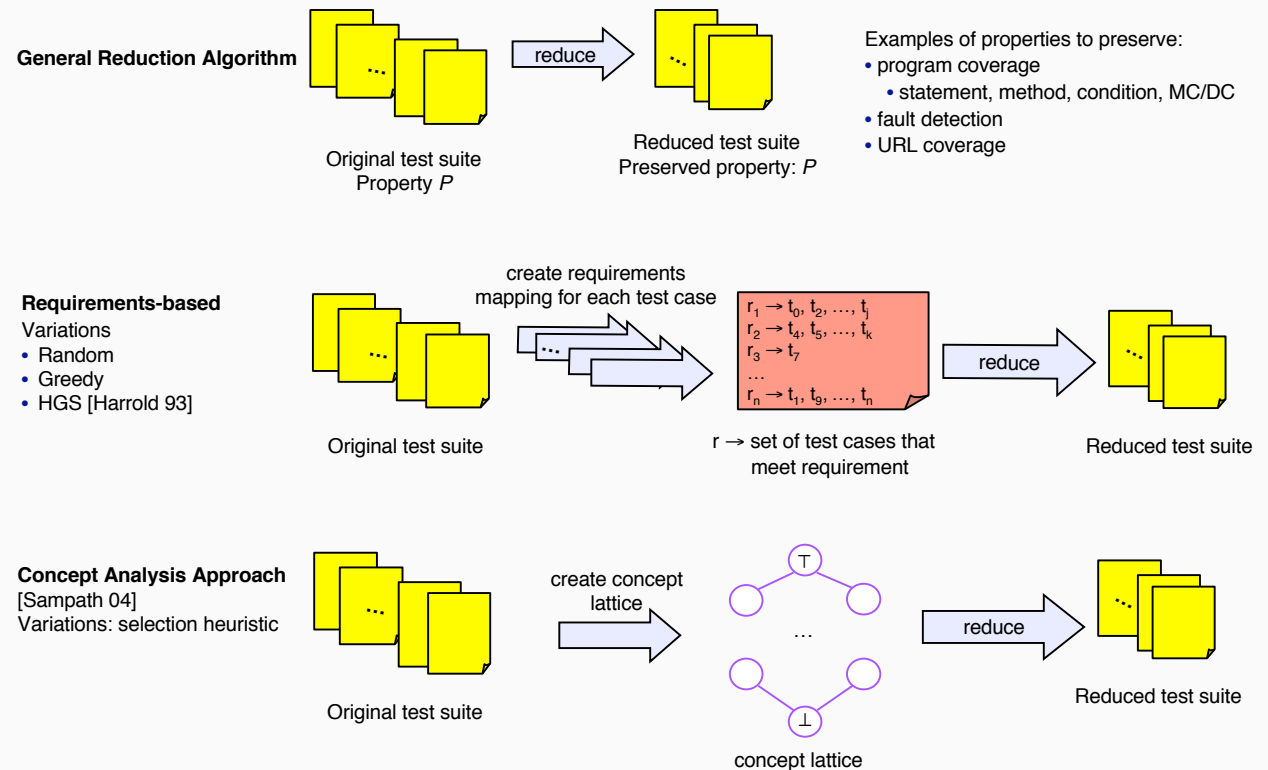 General Reduction Algorithm
...
reduce
...
Original test suite
Property P
Reduced test suite
Preserved property: P
Examples of properties to preserve:
• program coverage
• statement, method, condition, MC/DC
• fault detection
• URL coverage
Requirements-based
Variations
• Random
• Greedy
• HGS [Harrold 93]
...
Original test suite
create requirements
mapping for each test case
...
r1 → t0, t2, …, tj
r2 → t4, t5, …, tk
r3 → t7
…
rn → t1, t9, …, tn
r → set of test cases that
meet requirement
reduce
...
Reduced test suite
Concept Analysis Approach
[Sampath 04]
Variations: selection heuristic
...
Original test suite
create concept
lattice
⊤
…
⊥
concept lattice
reduce
...
Reduced test suite